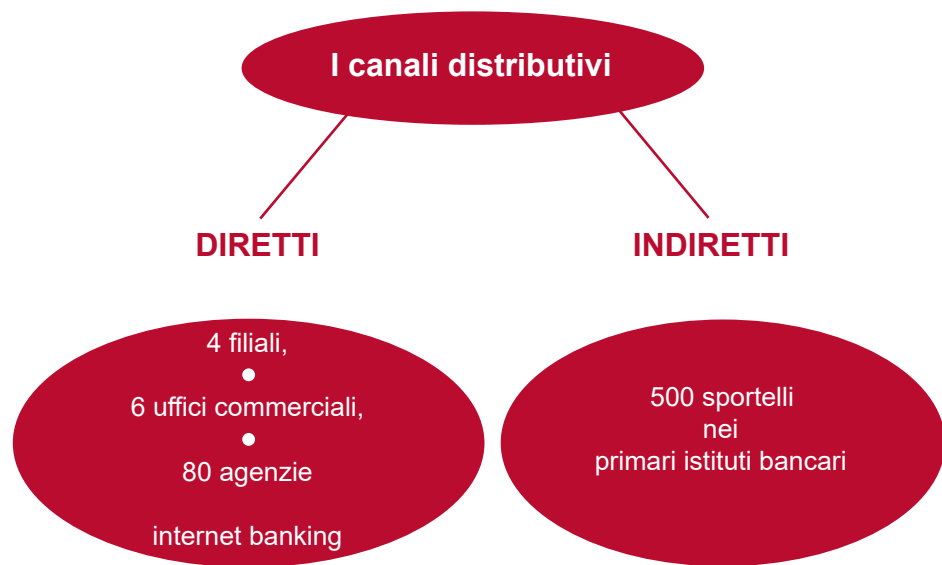 I canali distributivi
DIRETTI
INDIRETTI
4 filiali,
6 uffici commerciali,
80 agenzie
internet banking
500 sportelli
nei
primari istituti bancari